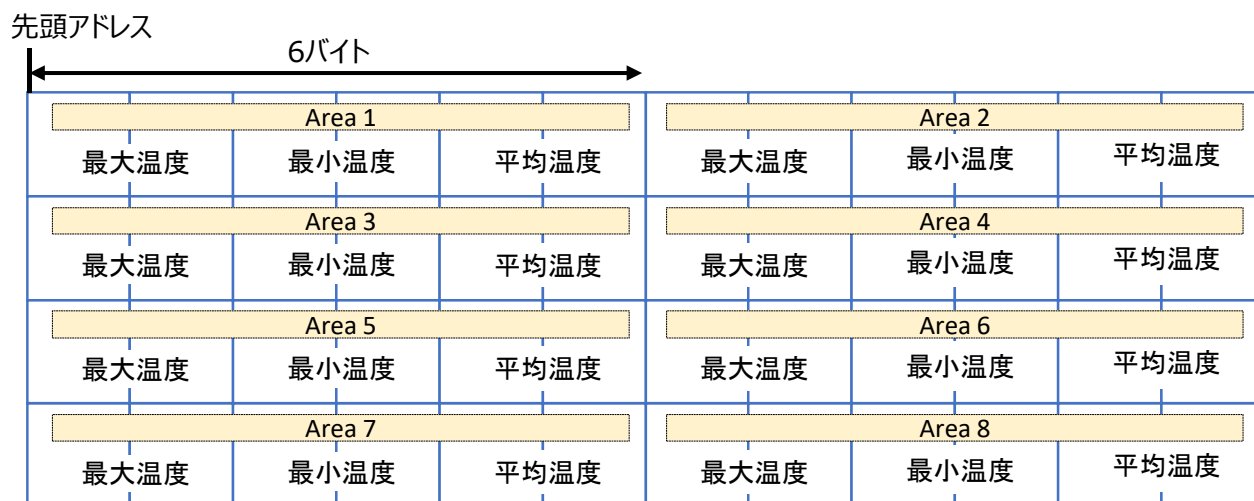 先頭アドレス
6バイト
Area 1 Area 2
最大温度 最小温度 平均温度 最大温度 最小温度 平均温度
Area 3 Area 4
最大温度 最小温度 平均温度 最大温度 最小温度 平均温度
Area 5 Area 6
最大温度 最小温度 平均温度 最大温度 最小温度 平均温度
Area 7 Area 8
最大温度 最小温度 平均温度 最大温度 最小温度 平均温度